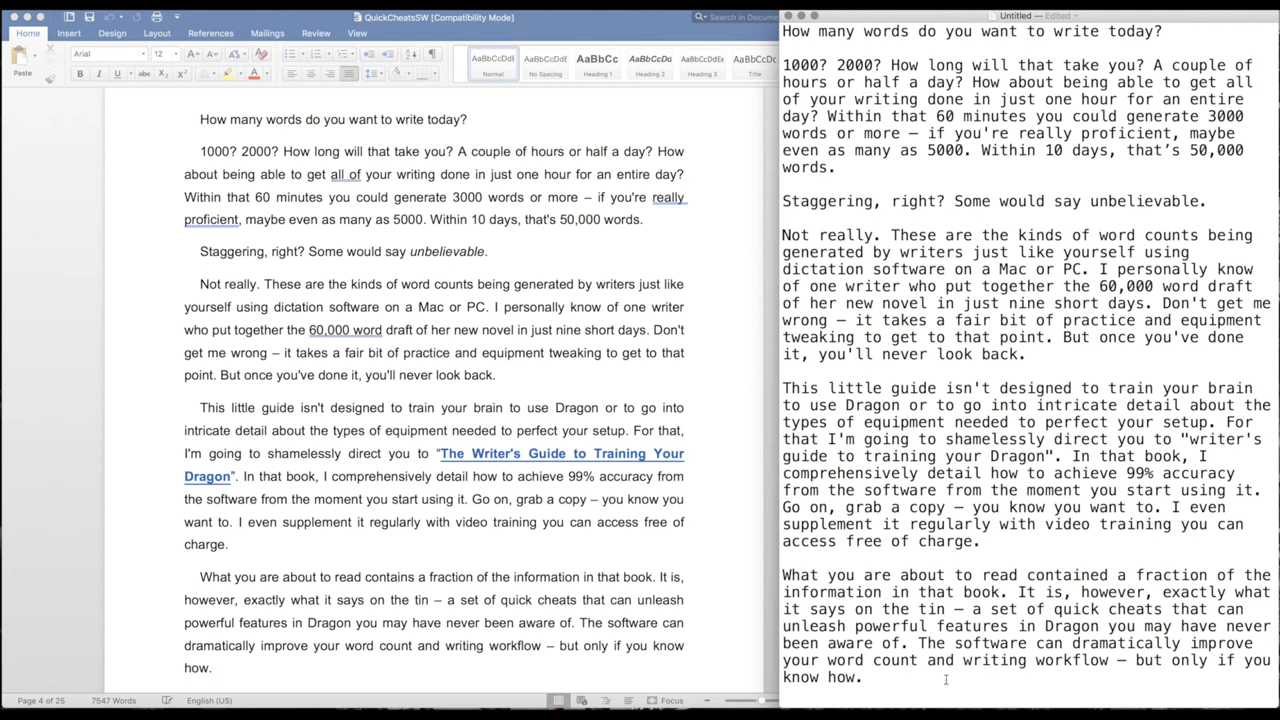 QuickCheatsSW [Compatibility Mode]
Search in Docume
Home Insert Design Layout References Mailings Review View
Paste
Arial 12
AaBbCcDdE AaBbCcDdE AaBbCc AaBbCcDd AaBbCcDdEe AaBbCcDd
Normal No Spacing Heading 1 Heading 2 Heading 3 Title
How many words do you want to write today?
1000? 2000? How long will that take you? A couple of hours or half a day? How
about being able to get all of your writing done in just one hour for an entire day?
Within that 60 minutes you could generate 3000 words or more – if you're really
proficient, maybe even as many as 5000. Within 10 days, that's 50,000 words.
Staggering, right? Some would say unbelievable.
Not really. These are the kinds of word counts being generated by writers just like
yourself using dictation software on a Mac or PC. I personally know of one writer
who put together the 60,000 word draft of her new novel in just nine short days. Don't
get me wrong – it takes a fair bit of practice and equipment tweaking to get to that
point. But once you've done it, you'll never look back.
This little guide isn't designed to train your brain to use Dragon or to go into
intricate detail about the types of equipment needed to perfect your setup. For that,
I'm going to shamelessly direct you to “The Writer's Guide to Training Your
Dragon”. In that book, I comprehensively detail how to achieve 99% accuracy from
the software from the moment you start using it. Go on, grab a copy – you know you
want to. I even supplement it regularly with video training you can access free of
charge.
What you are about to read contains a fraction of the information in that book. It is,
however, exactly what it says on the tin – a set of quick cheats that can unleash
powerful features in Dragon you may have never been aware of. The software can
dramatically improve your word count and writing workflow – but only if you know
how.
Page 4 of 25 7547 Words English (US) Focus
Untitled — Edited
How many words do you want to write today?
1000? 2000? How long will that take you? A couple of
hours or half a day? How about being able to get all
of your writing done in just one hour for an entire
day? Within that 60 minutes you could generate 3000
words or more – if you're really proficient, maybe
even as many as 5000. Within 10 days, that’s 50,000
words.
Staggering, right? Some would say unbelievable.
Not really. These are the kinds of word counts being
generated by writers just like yourself using
dictation software on a Mac or PC. I personally know
of one writer who put together the 60,000 word draft
of her new novel in just nine short days. Don't get me
wrong – it takes a fair bit of practice and equipment
tweaking to get to that point. But once you've done
it, you'll never look back.
This little guide isn't designed to train your brain
to use Dragon or to go into intricate detail about the
types of equipment needed to perfect your setup. For
that I'm going to shamelessly direct you to "writer's
guide to training your Dragon". In that book, I
comprehensively detail how to achieve 99% accuracy
from the software from the moment you start using it.
Go on, grab a copy – you know you want to. I even
supplement it regularly with video training you can
access free of charge.
What you are about to read contained a fraction of the
information in that book. It is, however, exactly what
it says on the tin – a set of quick cheats that can
unleash powerful features in Dragon you may have never
been aware of. The software can dramatically improve
your word count and writing workflow – but only if you
know how.